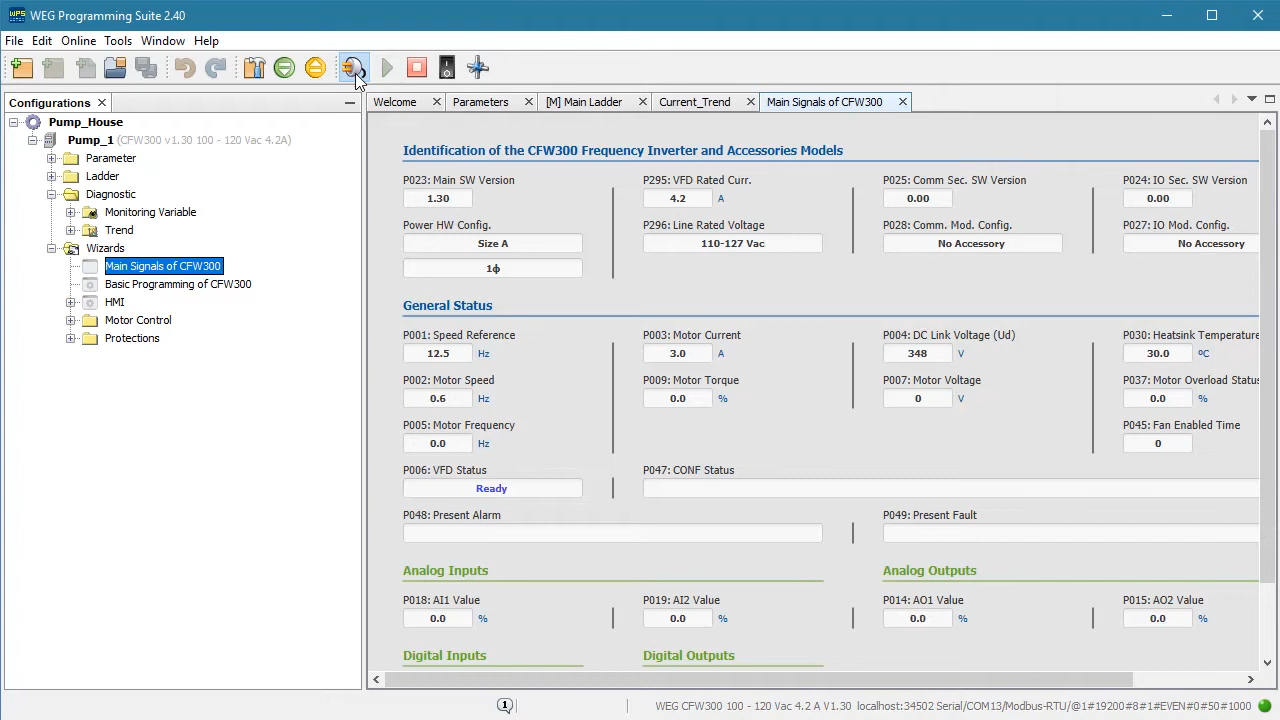 WPS WEG Programming Suite 2.40
File Edit Online Tools Window Help
Configurations
Welcome
Parameters
[M] Main Ladder
Current_Trend
Main Signals of CFW300
Pump_House
Pump_1 (CFW300 v1.30 100 - 120 Vac 4.2A)
Parameter
Ladder
Diagnostic
Monitoring Variable
Trend
Wizards
Main Signals of CFW300
Basic Programming of CFW300
HMI
Motor Control
Protections
Identification of the CFW300 Frequency Inverter and Accessories Models
P023: Main SW Version
P295: VFD Rated Curr.
P025: Comm Sec. SW Version
P024: IO Sec. SW Version
1.30
4.2 A
0.00
0.00
Power HW Config.
P296: Line Rated Voltage
P028: Comm. Mod. Config.
P027: IO Mod. Config.
Size A
110-127 Vac
No Accessory
No Accessory
1ϕ
General Status
P001: Speed Reference
P003: Motor Current
P004: DC Link Voltage (Ud)
P030: Heatsink Temperature
12.5 Hz
3.0 A
348 V
30.0 ºC
P002: Motor Speed
P009: Motor Torque
P007: Motor Voltage
P037: Motor Overload Status
0.6 Hz
0.0 %
0 V
0.0 %
P005: Motor Frequency
P045: Fan Enabled Time
0.0 Hz
0
P006: VFD Status
P047: CONF Status
Ready
P048: Present Alarm
P049: Present Fault
Analog Inputs
Analog Outputs
P018: AI1 Value
P019: AI2 Value
P014: AO1 Value
P015: AO2 Value
0.0 %
0.0 %
0.0 %
0.0 %
Digital Inputs
Digital Outputs
1
WEG CFW300 100 - 120 Vac 4.2 A V1.30 localhost:34502 Serial/COM13/Modbus-RTU/@1#19200#8#1#EVEN#0#50#1000